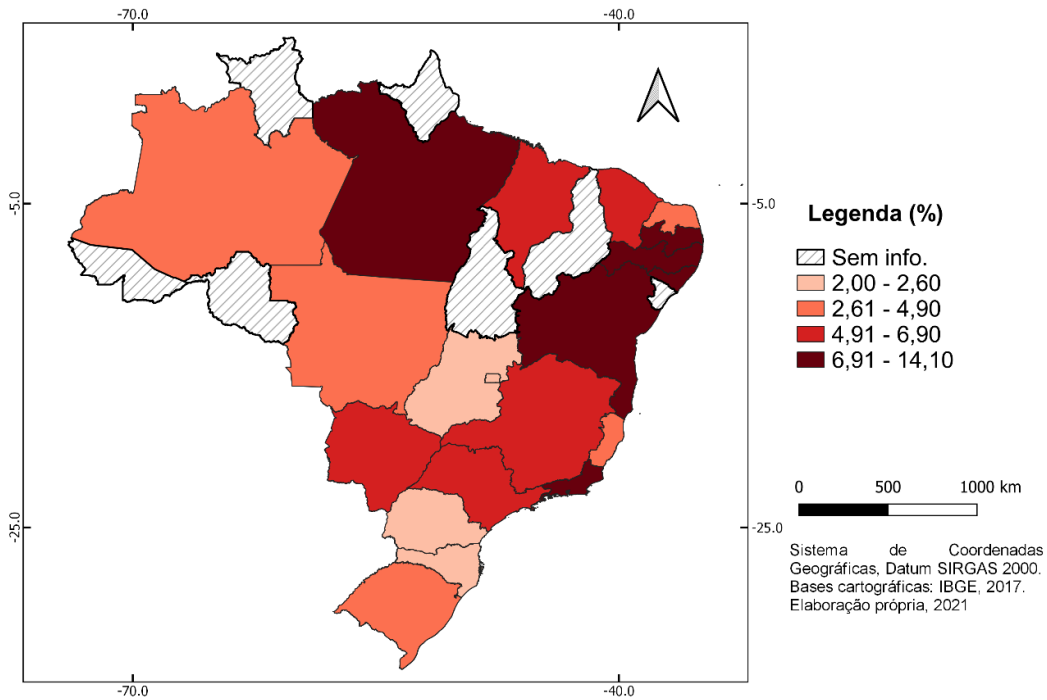 -70.0
-40.0
-5.0
-5.0
Legenda (%)
Sem info.
2,00 - 2,60
2,61 - 4,90
4,91 - 6,90
6,91 - 14,10
0 500 1000 km
-25.0
-25.0
Sistema de Coordenadas
Geográficas, Datum SIRGAS 2000.
Bases cartográficas: IBGE, 2017.
Elaboração própria, 2021
-70.0
-40.0